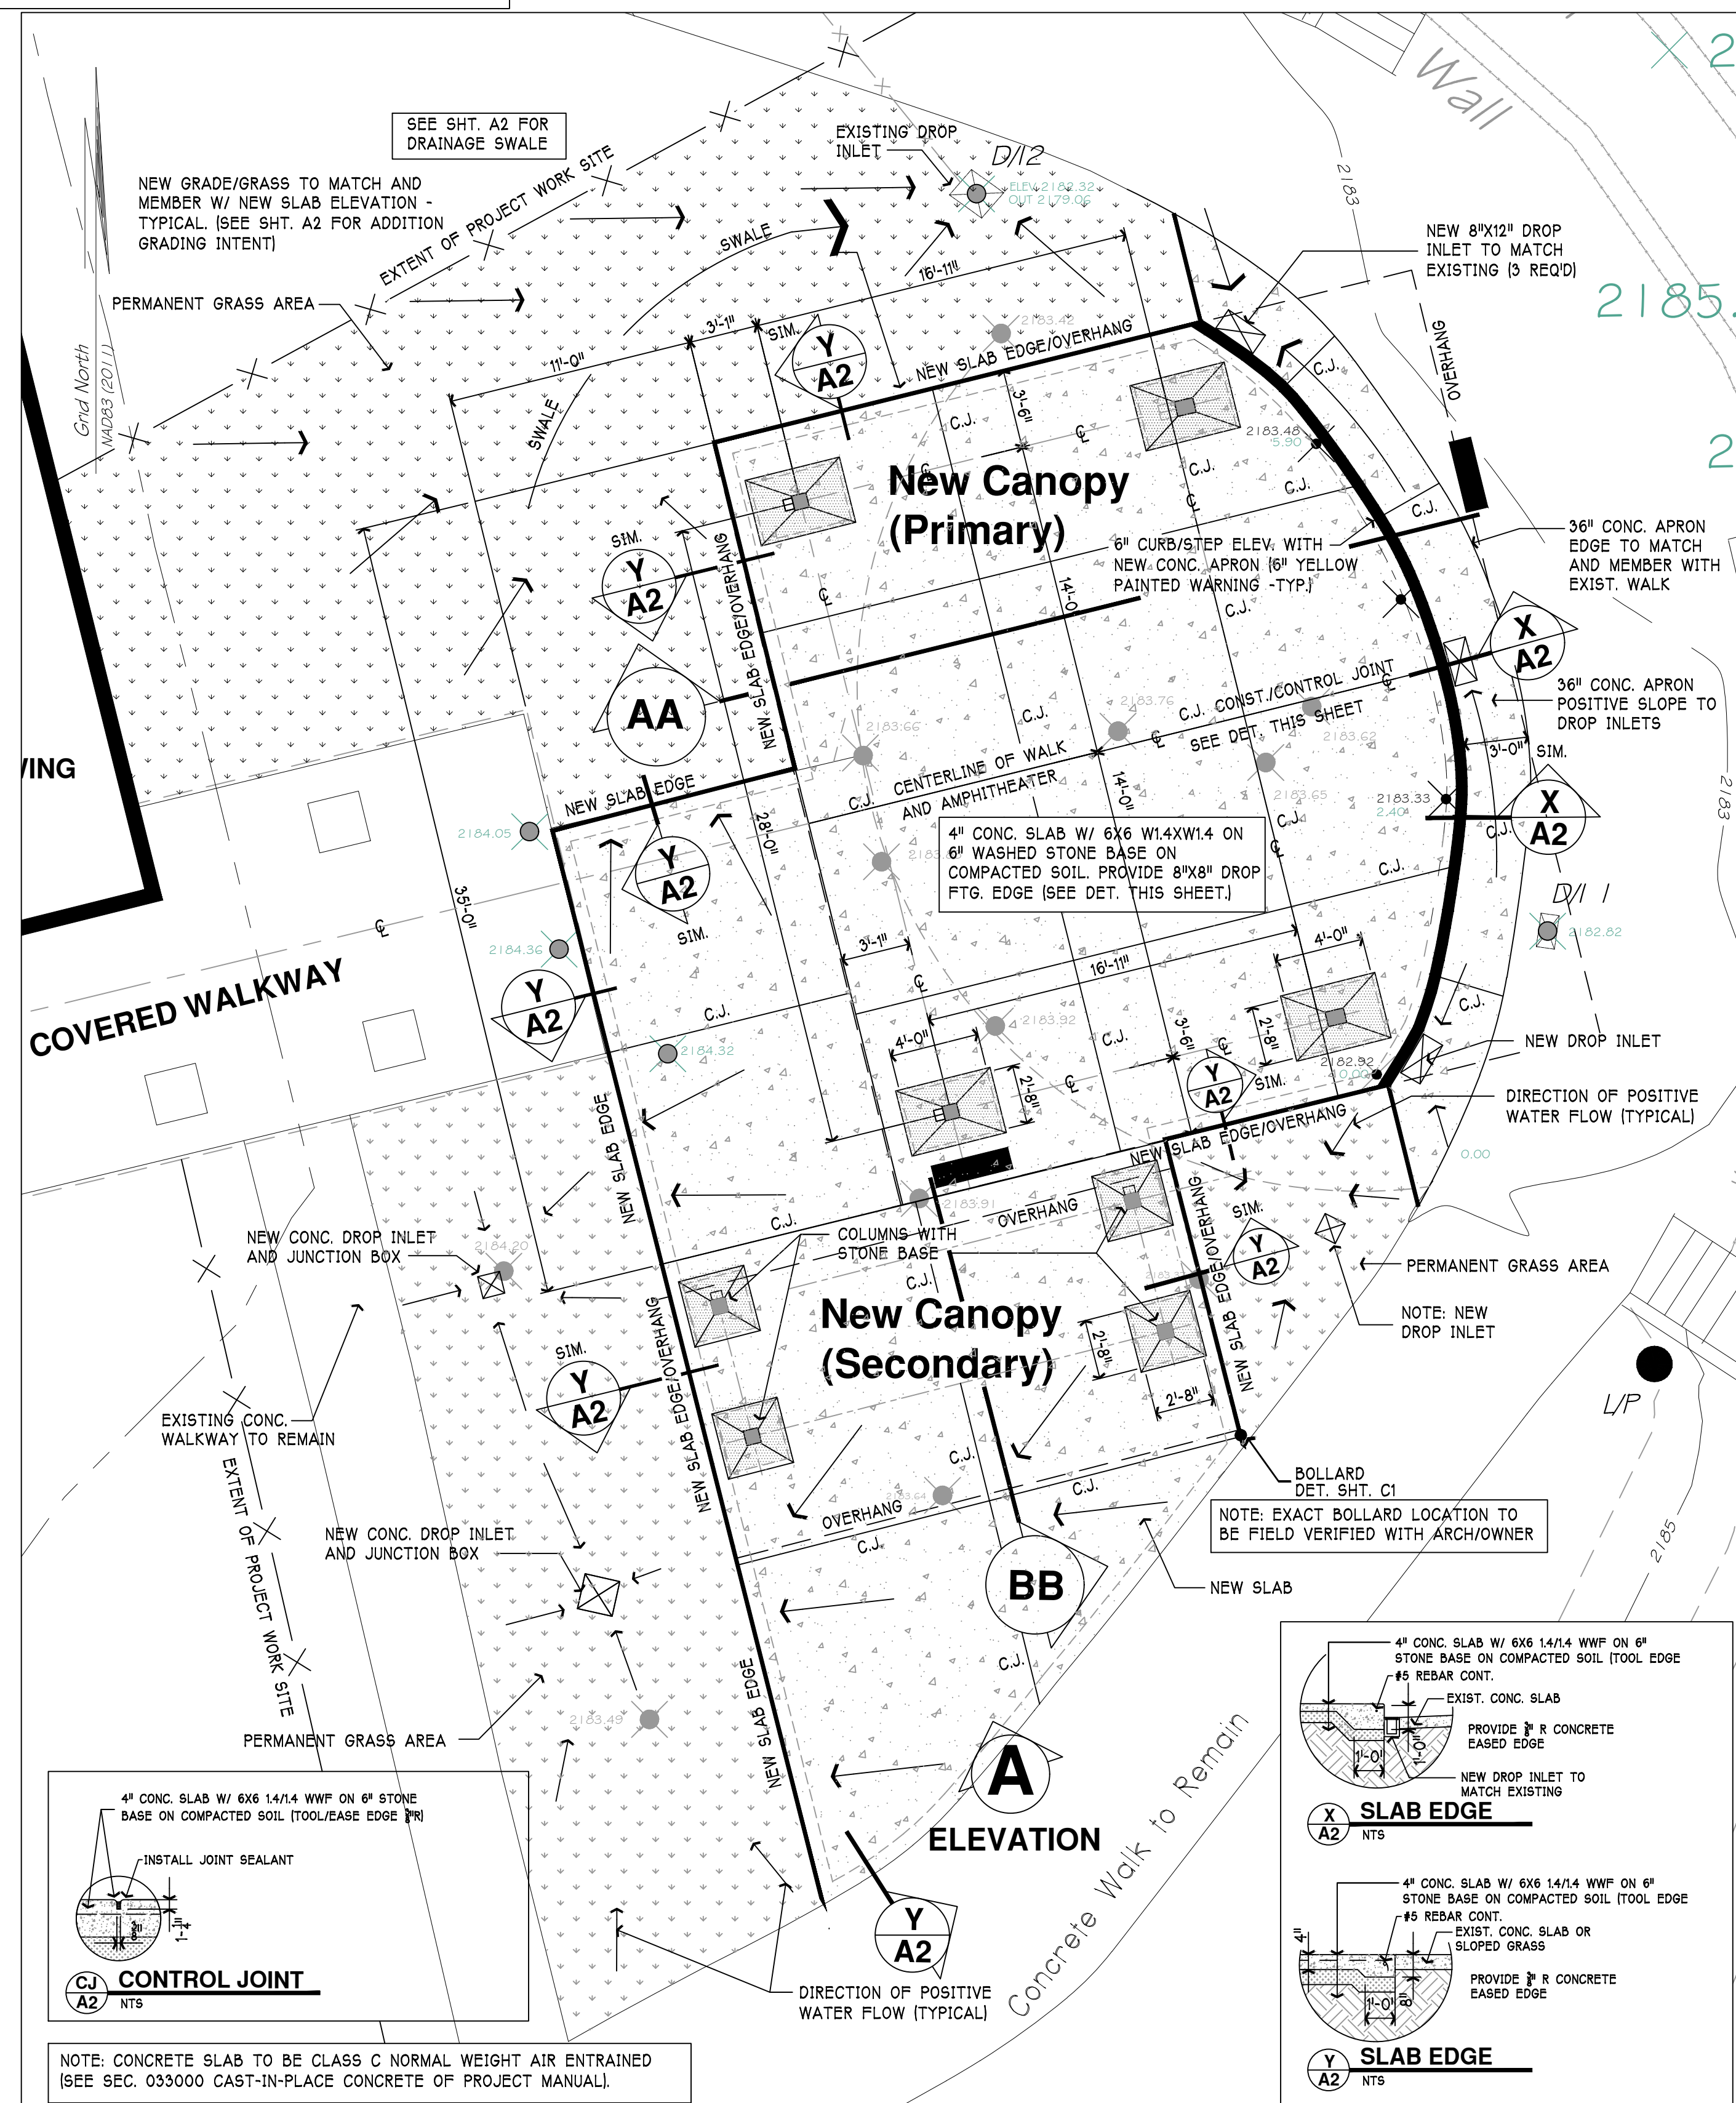 Wall
2183
SEE SHT. A2 FOR
DRAINAGE SWALE
EXISTING DROP
INLET
D/I2
ELEV 2182.32
OUT 2179.06
NEW GRADE/GRASS TO MATCH AND
MEMBER W/ NEW SLAB ELEVATION -
TYPICAL. (SEE SHT. A2 FOR ADDITION
GRADING INTENT)
EXTENT OF PROJECT WORK SITE
SWALE
NEW 8"X12" DROP
INLET TO MATCH
EXISTING (3 REQ'D)
16'-11"
PERMANENT GRASS AREA
3'-1"
SIM.
Y
A2
2183.42
NEW SLAB EDGE/OVERHANG
OVERHANG
2185.
Grid North
NAD83 (2011)
11'-0"
SWALE
C.J.
3'-6"
C.J.
2183.48
5.90
New Canopy
(Primary)
C.J.
C.J.
C.J.
36" CONC. APRON
EDGE TO MATCH
AND MEMBER WITH
EXIST. WALK
6" CURB/STEP ELEV. WITH
NEW CONC. APRON (6" YELLOW
PAINTED WARNING -TYP.)
SIM.
Y
A2
NEW SLAB EDGE/OVERHANG
14'-0"
C.J.
X
A2
AA
2183.66
C.J.
2183.76
C.J. CONST./CONTROL JOINT
SEE DET. THIS SHEET
2183.62
36" CONC. APRON
POSITIVE SLOPE TO
DROP INLETS
3'-0"
SIM.
VING
NEW SLAB EDGE
C.J.
CENTERLINE OF WALK
AND AMPHITHEATER
14'-0"
2183.65
2183.33
2.40
C.J.
X
A2
C.J.
2183
2184.05
28'-0"
4" CONC. SLAB W/ 6X6 W1.4XW1.4 ON
6" WASHED STONE BASE ON
COMPACTED SOIL. PROVIDE 8"X8" DROP
FTG. EDGE (SEE DET. THIS SHEET.)
C.J.
Y
A2
SIM.
35'-0"
D/I 1
2182.82
2184.36
3'-1"
16'-11"
4'-0"
COVERED WALKWAY
Y
A2
C.J.
2183.92
C.J.
C.J.
2184.32
4'-0"
3'-6"
2'-8"
NEW DROP INLET
2'-8"
Y
A2
SIM.
2182.92
0.00
NEW SLAB EDGE
NEW SLAB EDGE/OVERHANG
DIRECTION OF POSITIVE
WATER FLOW (TYPICAL)
0.00
2183.91
C.J.
OVERHANG
NEW SLAB EDGE/OVERHANG
SIM.
Y
A2
NEW CONC. DROP INLET
AND JUNCTION BOX
2184.20
COLUMNS WITH
STONE BASE
C.J.
PERMANENT GRASS AREA
NOTE: NEW
DROP INLET
New Canopy
(Secondary)
NEW SLAB EDGE/OVERHANG
SIM.
Y
A2
2'-8"
2'-8"
L/P
EXISTING CONC.
WALKWAY TO REMAIN
EXTENT OF PROJECT WORK SITE
C.J.
C.J.
2183.64
OVERHANG
C.J.
BOLLARD
DET. SHT. C1
NOTE: EXACT BOLLARD LOCATION TO
BE FIELD VERIFIED WITH ARCH/OWNER
2185
NEW CONC. DROP INLET
AND JUNCTION BOX
BB
NEW SLAB
C.J.
NEW SLAB EDGE
2183.49
PERMANENT GRASS AREA
A
ELEVATION
Concrete Walk to Remain
Y
A2
DIRECTION OF POSITIVE
WATER FLOW (TYPICAL)
4" CONC. SLAB W/ 6X6 1.4/1.4 WWF ON 6" STONE
BASE ON COMPACTED SOIL (TOOL/EASE EDGE
INSTALL JOINT SEALANT
CJ
A2
CONTROL JOINT
NTS
NOTE: CONCRETE SLAB TO BE CLASS C NORMAL WEIGHT AIR ENTRAINED
(SEE SEC. 033000 CAST-IN-PLACE CONCRETE OF PROJECT MANUAL).
4" CONC. SLAB W/ 6X6 1.4/1.4 WWF ON 6"
STONE BASE ON COMPACTED SOIL (TOOL EDGE
#5 REBAR CONT.
EXIST. CONC. SLAB
PROVIDE R CONCRETE
EASED EDGE
1'-0"
1'-0"
NEW DROP INLET TO
MATCH EXISTING
X
A2
SLAB EDGE
NTS
4" CONC. SLAB W/ 6X6 1.4/1.4 WWF ON 6"
STONE BASE ON COMPACTED SOIL (TOOL EDGE
#5 REBAR CONT.
EXIST. CONC. SLAB OR
SLOPED GRASS
4"
PROVIDE R CONCRETE
EASED EDGE
1'-0"
8"
Y
A2
SLAB EDGE
NTS